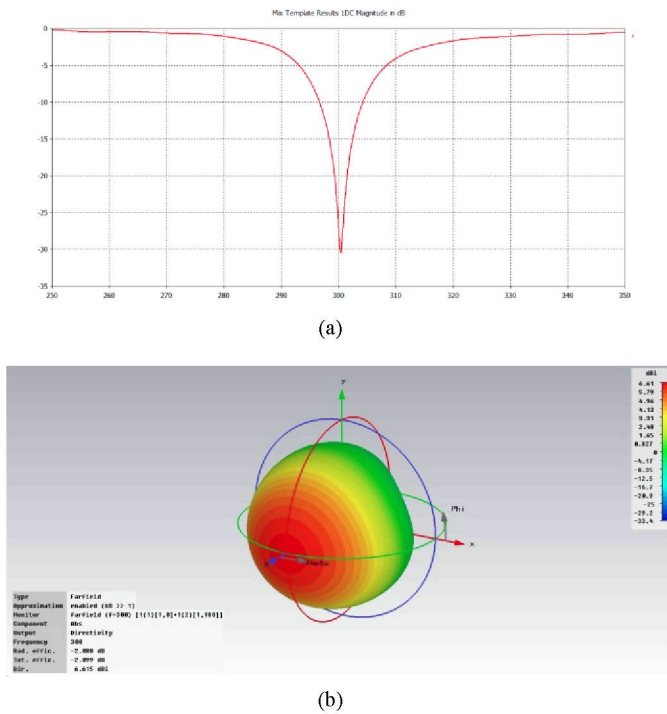 Mix Template Results 1DC Magnitude in dB
0
-5
-10
-15
-20
-25
-30
-35
250
260
270
280
290
300
310
320
330
340
350
(a)
dBi
6.61
5.79
4.96
4.13
3.31
2.48
1.65
0.827
0
-4.17
-8.35
-12.5
-16.7
-20.9
-25
-29.2
-33.4
y
Phi
x
Theta
Type Farfield
Approximation enabled (kR >> 1)
Monitor
Component Abs
Output Directivity
Frequency 300
Rad. effic. dB
Tot. effic. -2.099 dB
Dir. 6.615 dBi
(b)